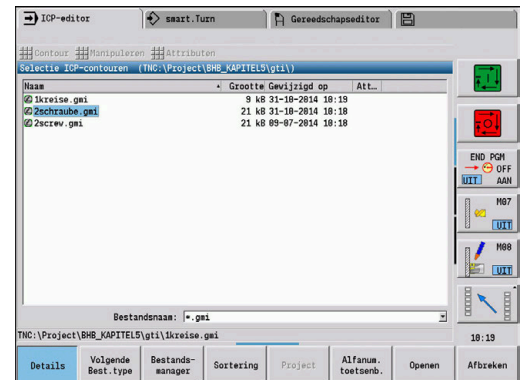 ICP-editor smart.Turn Gereedschapseditor
Contour Manipuleren Attributen
Selectie ICP-contouren (TNC:\Project\BHB_KAPITEL5\gti\)
Naam Grootte Gewijzigd op Att...
1kreise.gmi 9 kB 31-10-2014 10:19
2schraube.gmi 21 kB 31-10-2014 10:18
2screw.gmi 21 kB 09-07-2014 10:18
END PGM
OFF
UIT AAN
M07
UIT
M08
UIT
Bestandsnaam: *.gmi
TNC:\Project\BHB_KAPITEL5\gti\1kreise.gmi
10:19
Details Volgende Best.type Bestands-manager Sortering Project Alfanum. toetsenb. Openen Afbreken